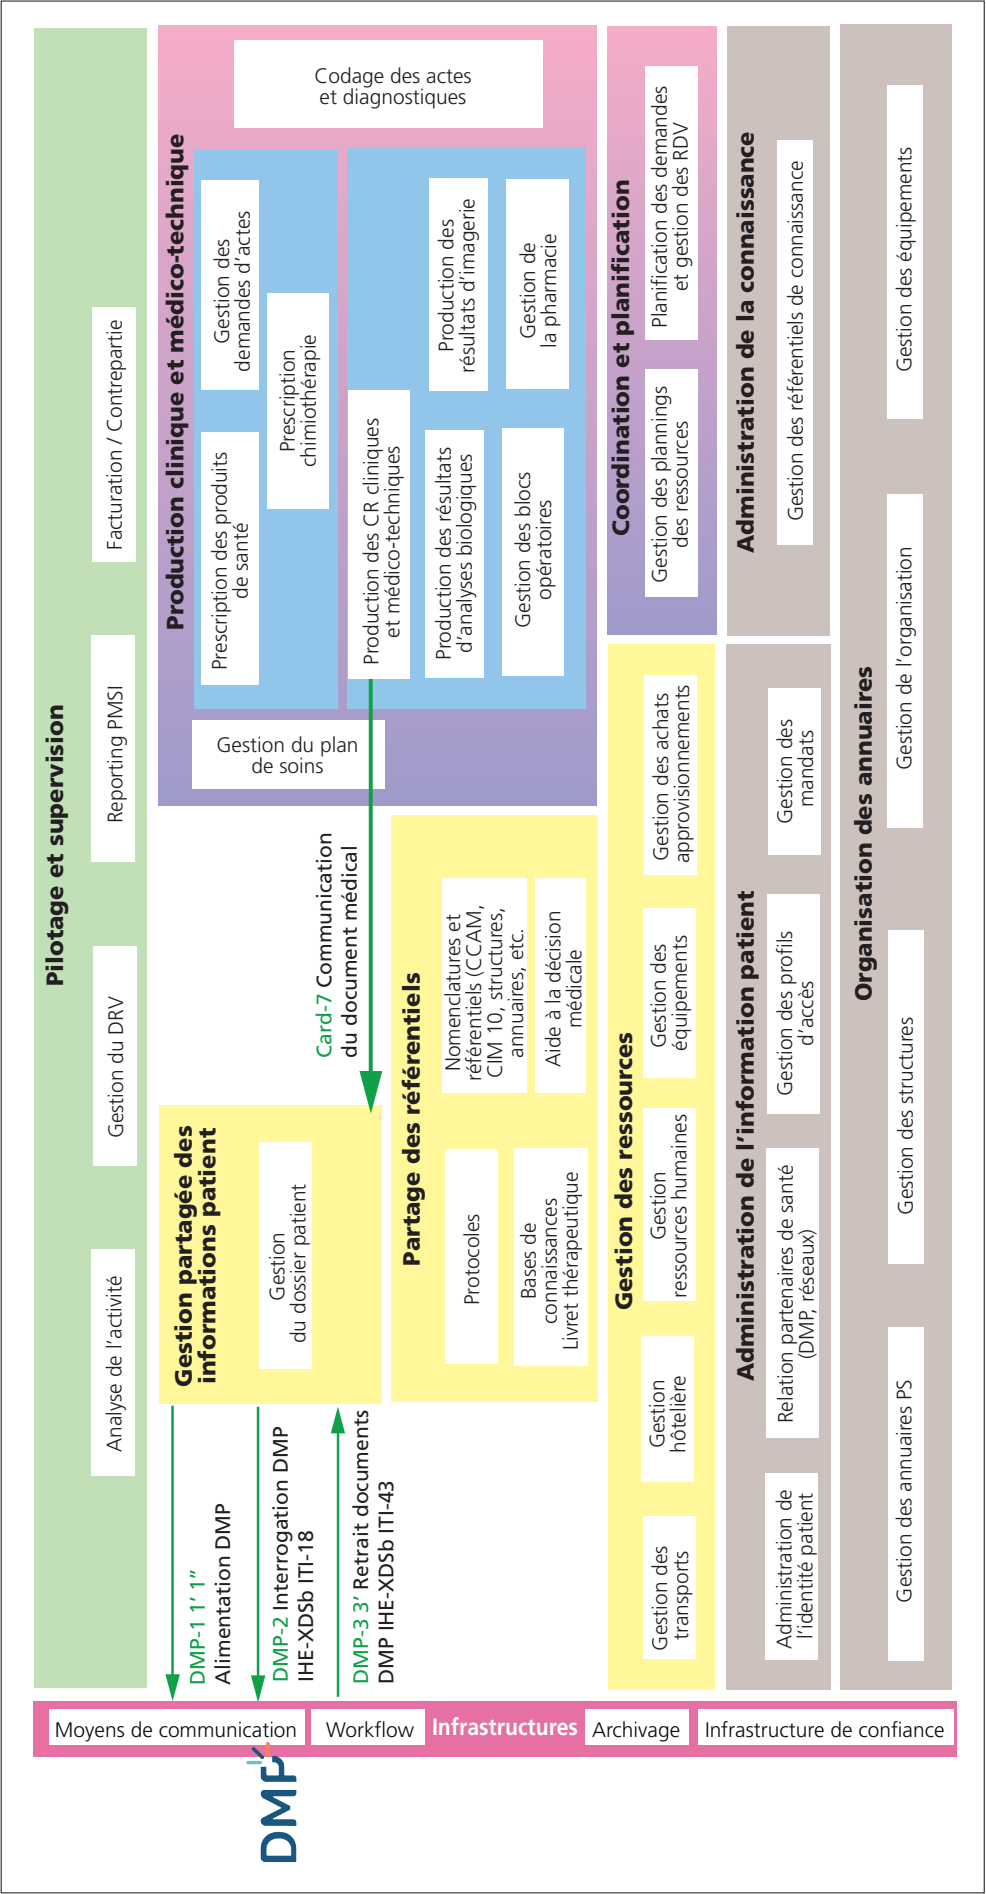 Pilotage et supervision
Analyse de l’activité
Gestion du DRV
Reporting PMSI
Facturation / Contrepartie
Production clinique et médico-technique
Codage des actes
et diagnostiques
Gestion du plan
de soins
Prescription des produits
de santé
Gestion des
demandes d’actes
Prescription
chimiothérapie
Production des CR cliniques
et médico-techniques
Production des résultats
d’analyses biologiques
Production des
résultats d’imagerie
Gestion des blocs
opératoires
Gestion de
la pharmacie
Card-7 Communication
du document médical
Gestion partagée des
informations patient
Gestion
du dossier patient
DMP-1 1’ 1”
Alimentation DMP
DMP-2 Interrogation DMP
IHE-XDSb ITI-18
DMP-3 3’ Retrait documents
DMP IHE-XDSb ITI-43
Partage des référentiels
Protocoles
Nomenclatures et
référentiels (CCAM,
CIM 10, structures,
annuaires, etc.
Bases de
connaissances
Livret thérapeutique
Aide à la décision
médicale
Coordination et planification
Gestion des plannings
des ressources
Planification des demandes
et gestion des RDV
Gestion des ressources
Gestion des
transports
Gestion
hôtelière
Gestion
ressources humaines
Gestion des
équipements
Gestion des achats
approvisionnements
Administration de l’information patient
Administration de
l’identité patient
Relation partenaires de santé
(DMP, réseaux)
Gestion des profils
d’accès
Gestion des
mandats
Administration de la connaissance
Gestion des référentiels de connaissance
Organisation des annuaires
Gestion des annuaires PS
Gestion des structures
Gestion de l’organisation
Gestion des équipements
Moyens de communication
Workflow
Infrastructures
Archivage
Infrastructure de confiance
DMP